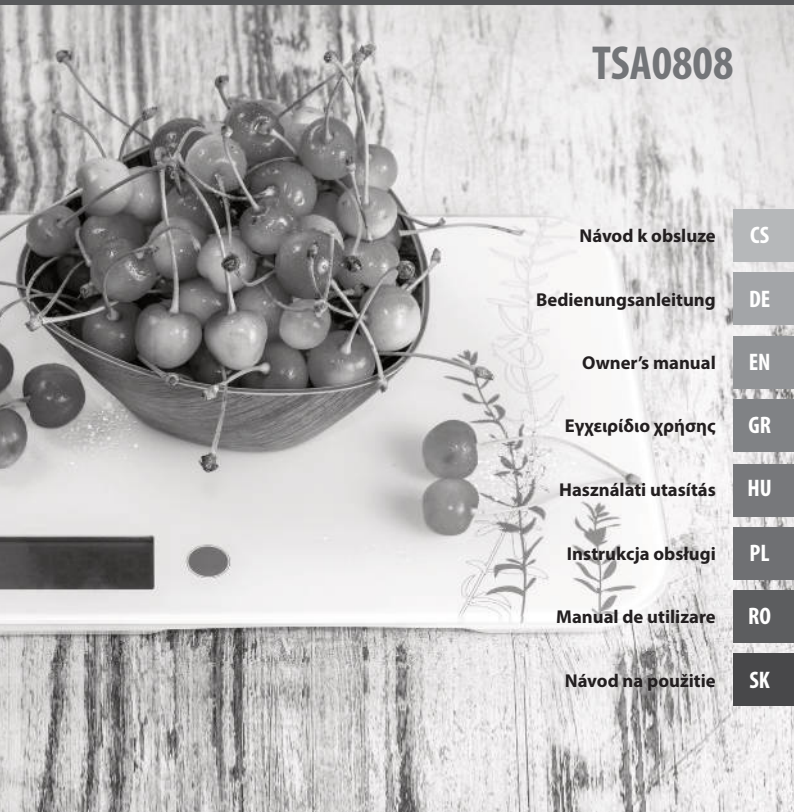 TSA0808
Návod k obsluze CS
Bedienungsanleitung DE
Owner's manual EN
Εγχειρίδιο χρήσης GR
Használati utasítás HU
Instrukcja obsługi PL
Manual de utilizare RO
Návod na použitie SK